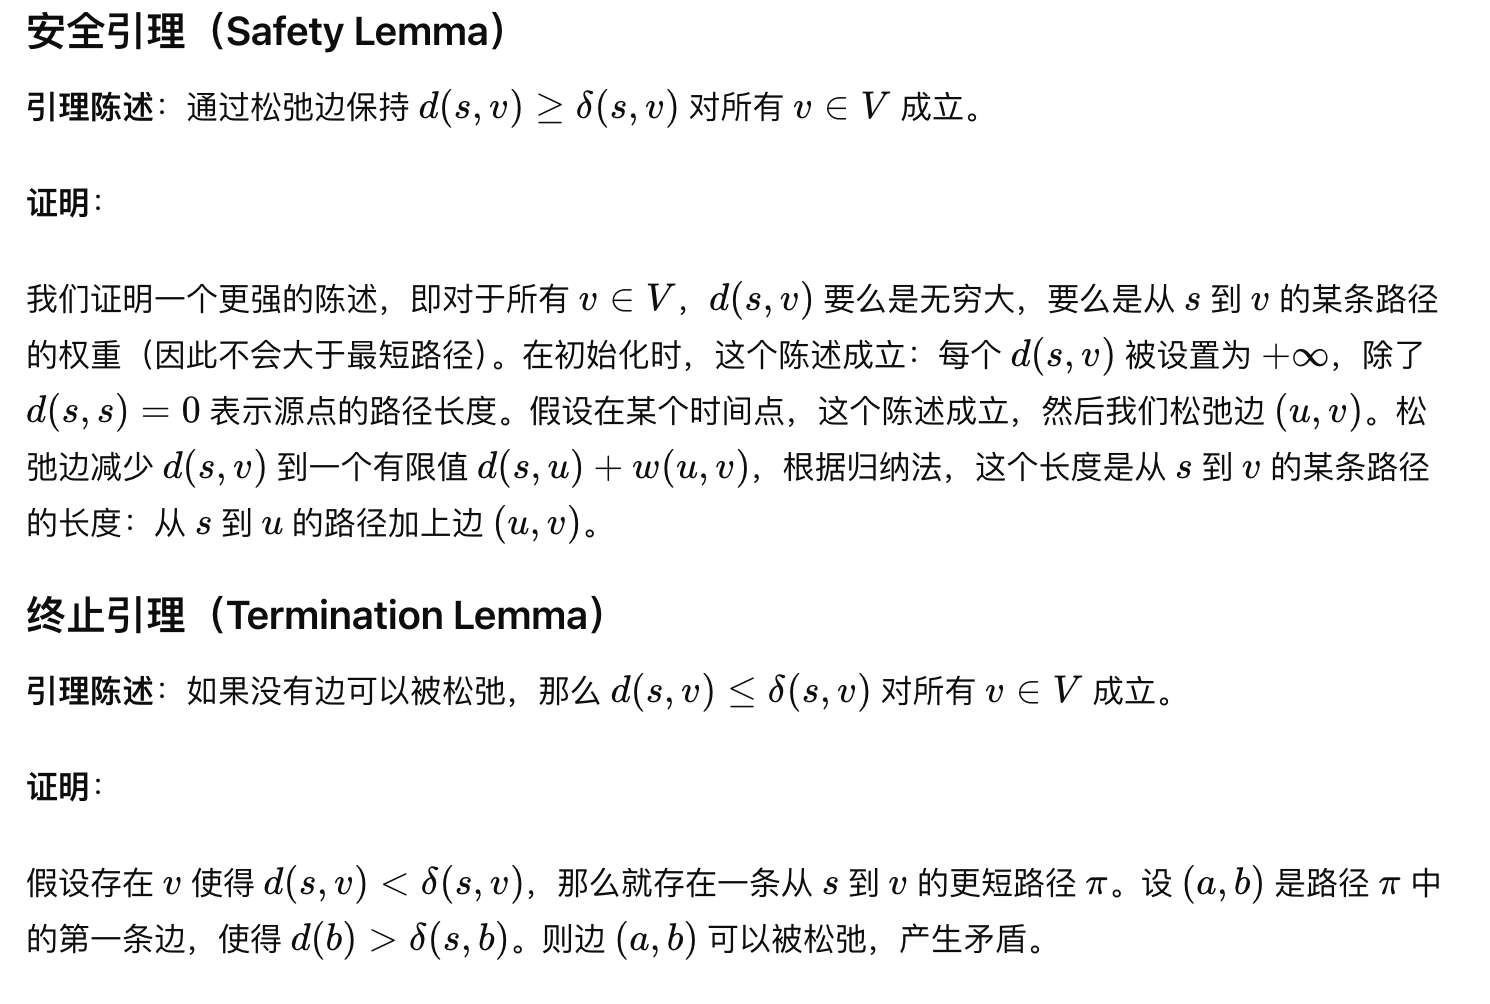 安全引理（Safety Lemma）
引理陈述：通过松弛边保持 d(s, v) ≥ δ(s, v) 对所有 v ∈ V 成立。
证明：
我们证明一个更强的陈述，即对于所有 v ∈ V，d(s, v) 要么是无穷大，要么是从 s 到 v 的某条路径
的权重（因此不会大于最短路径）。在初始化时，这个陈述成立：每个 d(s, v) 被设置为 +∞，除了
d(s, s) = 0 表示源点的路径长度。假设在某个时间点，这个陈述成立，然后我们松弛边 (u, v)。松
弛边减少 d(s, v) 到一个有限值 d(s, u) + w(u, v)，根据归纳法，这个长度是从 s 到 v 的某条路径
的长度：从 s 到 u 的路径加上边 (u, v)。
终止引理（Termination Lemma）
引理陈述：如果没有边可以被松弛，那么 d(s, v) ≤ δ(s, v) 对所有 v ∈ V 成立。
证明：
假设存在 v 使得 d(s, v) < δ(s, v)，那么就存在一条从 s 到 v 的更短路径 π。设 (a, b) 是路径 π 中
的第一条边，使得 d(b) > δ(s, b)。则边 (a, b) 可以被松弛，产生矛盾。